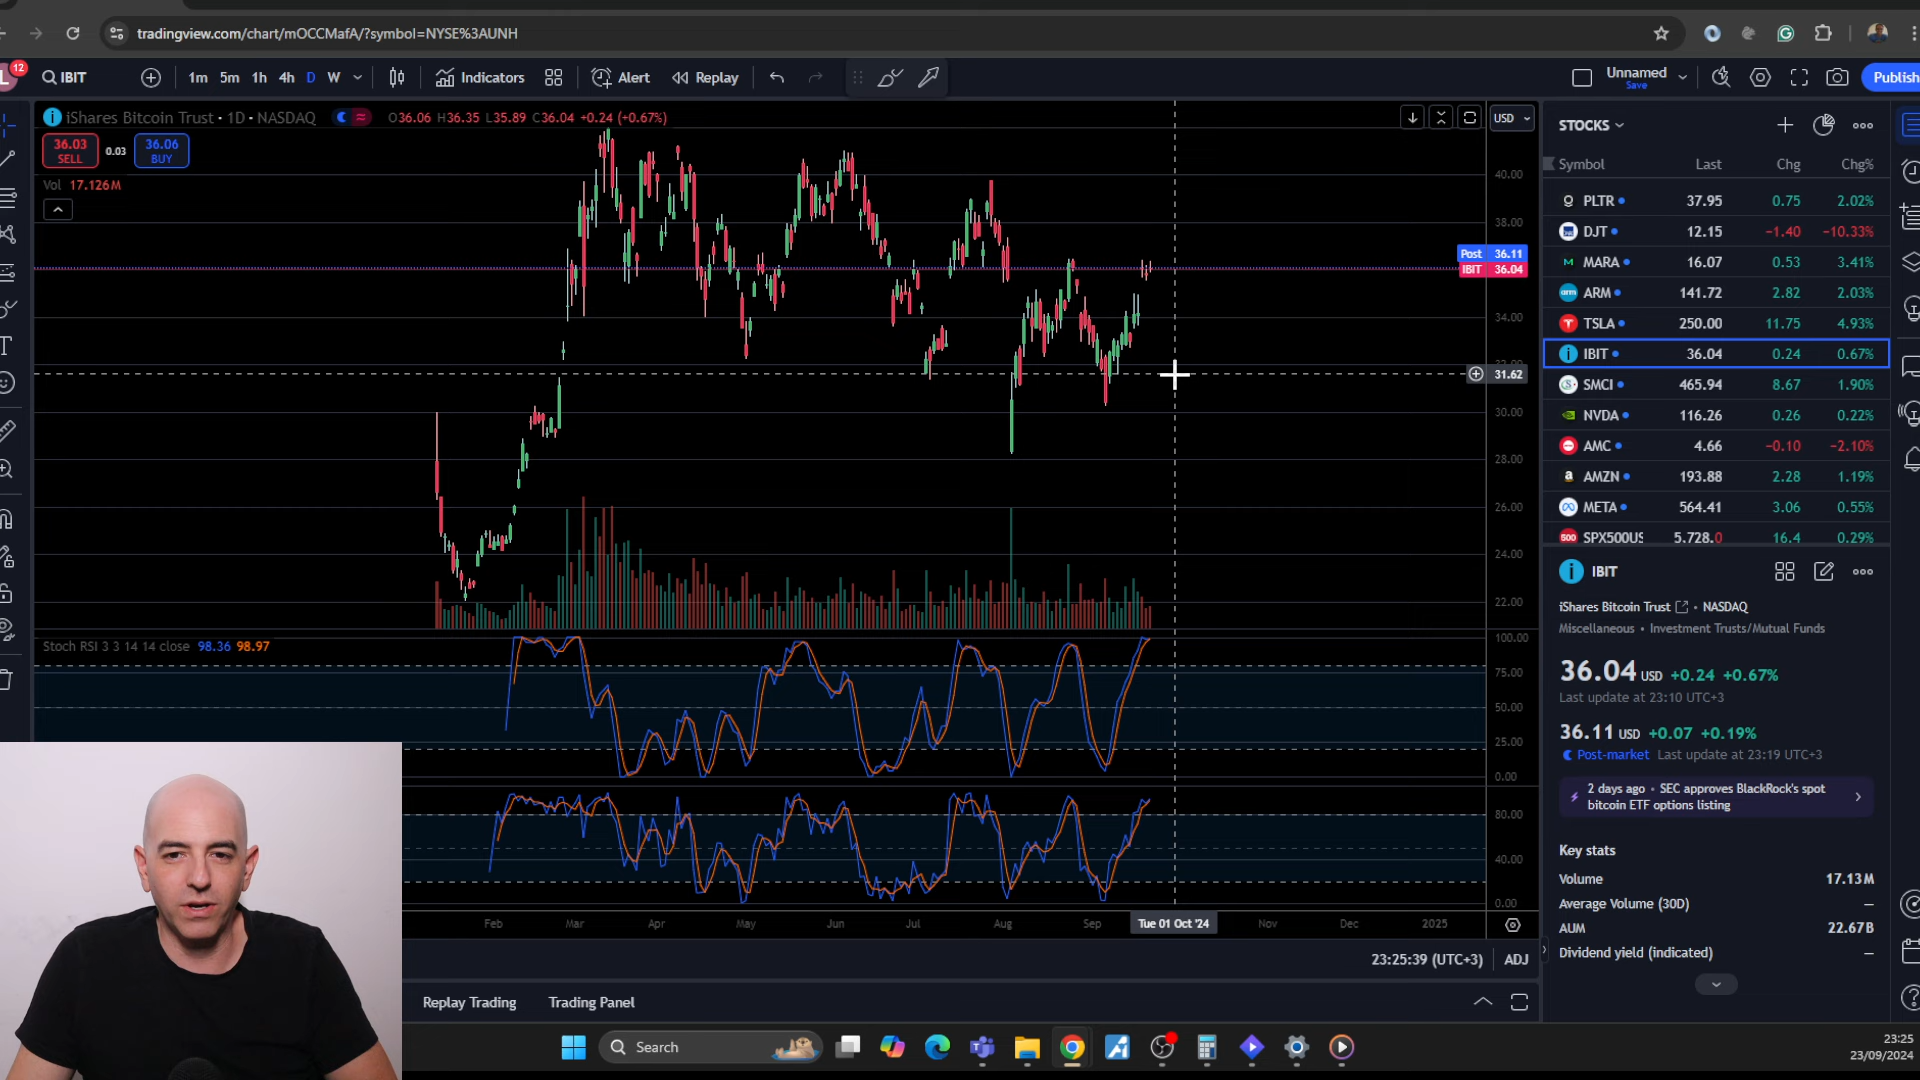 tradingview.com/chart/mOCCMafA/?symbol=NYSE%3AUNH
L 12 IBIT 1m 5m 1h 4h D W Indicators Alert Replay Unnamed Save Publish
iShares Bitcoin Trust · 1D · NASDAQ O36.06 H36.35 L35.89 C36.04 +0.24 (+0.67%) USD
36.03 SELL 0.03 36.06 BUY
Vol 17.126M
40.00
38.00
Post 36.11
IBIT 36.04
34.00
32.00
31.62
30.00
28.00
26.00
24.00
22.00
Stoch RSI 3 3 14 14 close 98.36 98.97
100.00
75.00
50.00
25.00
0.00
80.00
40.00
0.00
Feb Mar Apr May Jun Jul Aug Sep Tue 01 Oct '24 Nov Dec 2025
23:25:39 (UTC+3) ADJ
Replay Trading Trading Panel
STOCKS
Symbol Last Chg Chg%
PLTR 37.95 0.75 2.02%
DJT 12.15 −1.40 −10.33%
MARA 16.07 0.53 3.41%
arm ARM 141.72 2.82 2.03%
TSLA 250.00 11.75 4.93%
IBIT 36.04 0.24 0.67%
SMCI 465.94 8.67 1.90%
NVDA 116.26 0.26 0.22%
AMC 4.66 −0.10 −2.10%
AMZN 193.88 2.28 1.19%
META 564.41 3.06 0.55%
500 SPX500US 5,728.0 16.4 0.29%
IBIT
iShares Bitcoin Trust • NASDAQ
Miscellaneous • Investment Trusts/Mutual Funds
36.04 USD +0.24 +0.67%
Last update at 23:10 UTC+3
36.11 USD +0.07 +0.19%
Post-market Last update at 23:19 UTC+3
2 days ago • SEC approves BlackRock's spot
bitcoin ETF options listing
Key stats
Volume 17.13M
Average Volume (30D) —
AUM 22.67B
Dividend yield (indicated) —
Search
23:25
23/09/2024